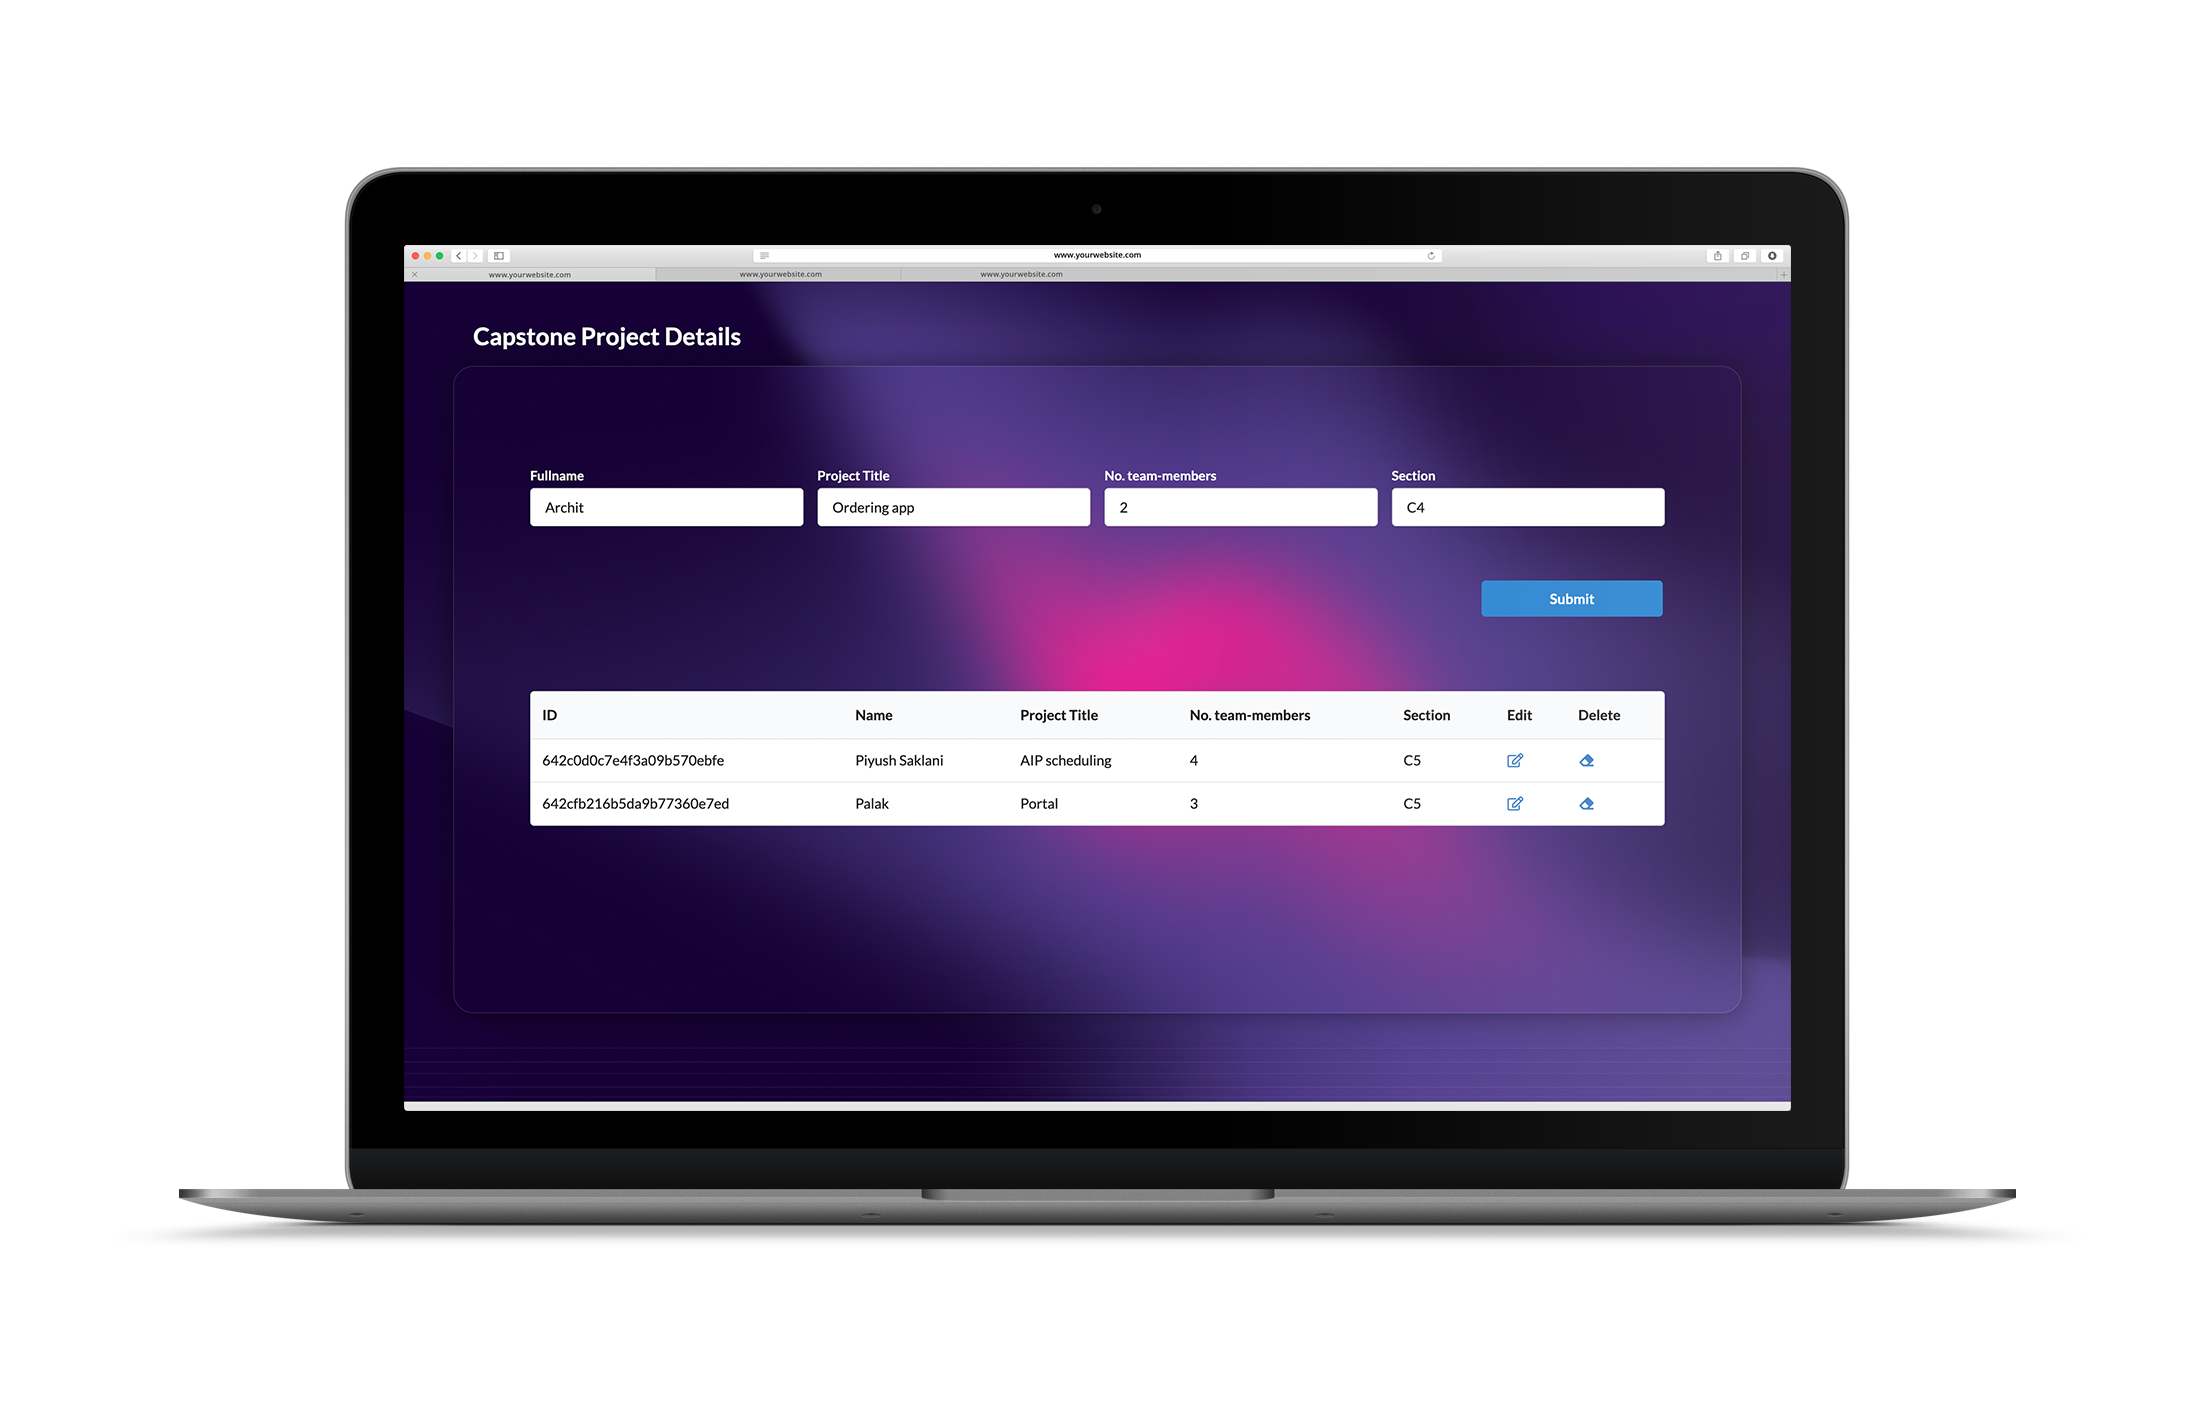 www.yourwebsite.com
www.yourwebsite.com www.yourwebsite.com www.yourwebsite.com
Capstone Project Details
Fullname Project Title No. team-members Section
Archit Ordering app 2 C4
Submit
ID Name Project Title No. team-members Section Edit Delete
642c0d0c7e4f3a09b570ebfe Piyush Saklani AIP scheduling 4 C5
642cfb216b5da9b77360e7ed Palak Portal 3 C5